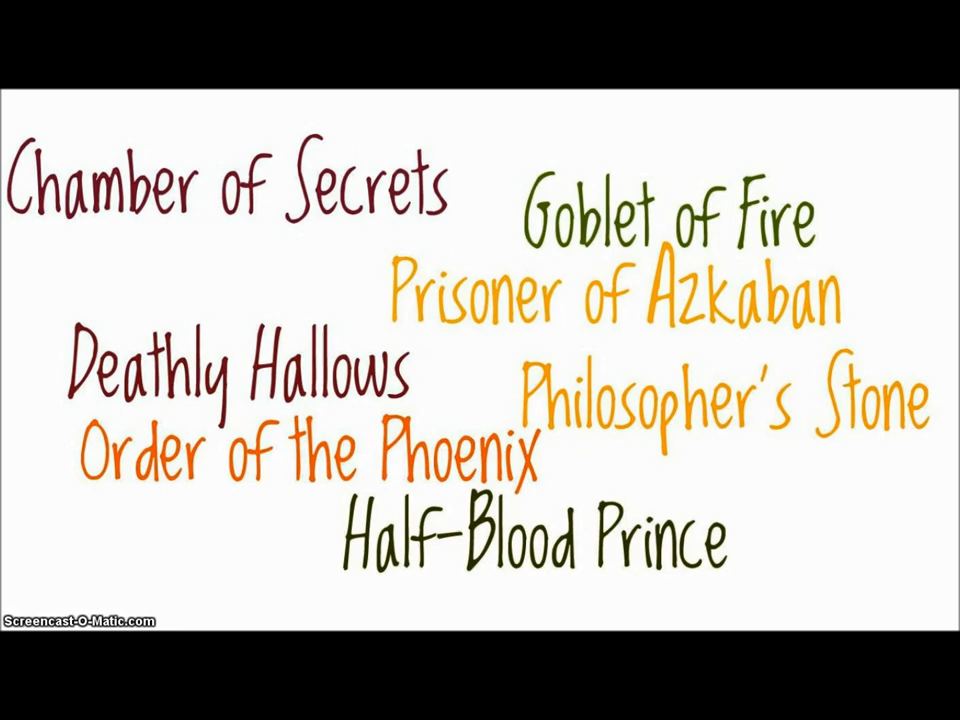 Chamber of Secrets
Goblet of Fire
Prisoner of Azkaban
Deathly Hallows
Philosopher's Stone
Order of the Phoenix
Half-Blood Prince
Screencast-O-Matic.com